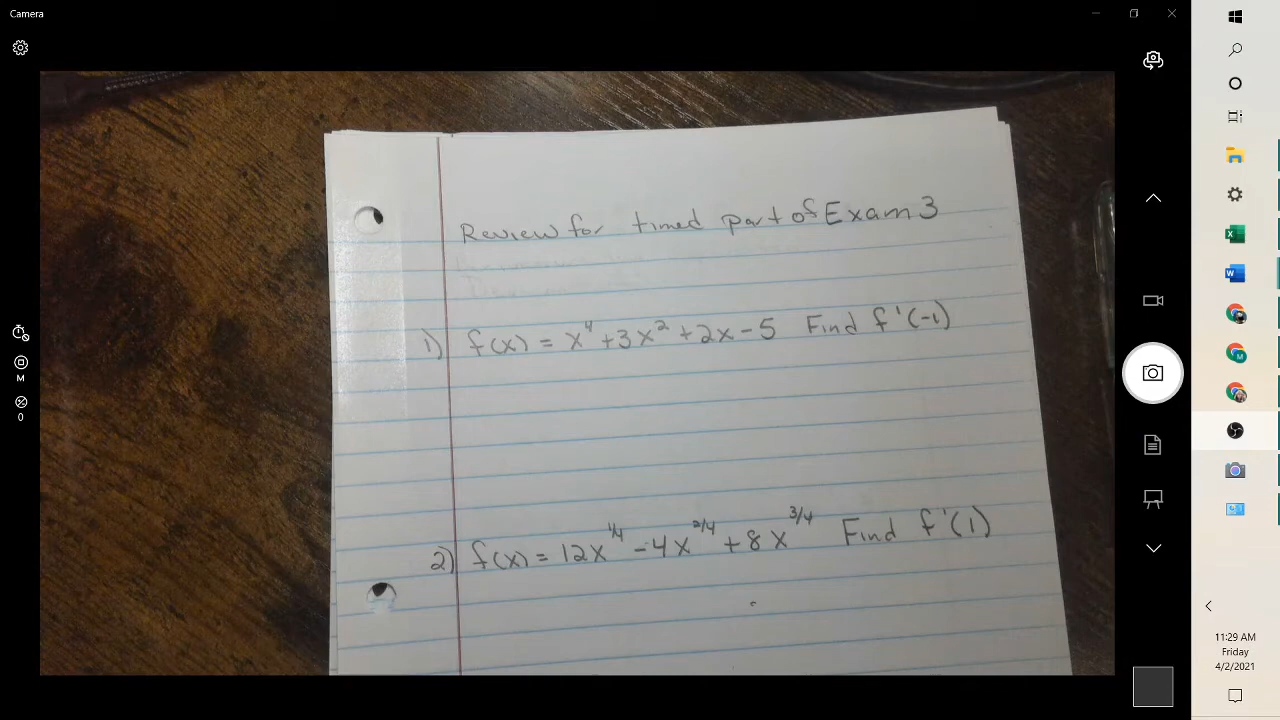 Camera
Review for timed part of Exam 3
1) f(x) = x⁴ + 3x² + 2x - 5 Find f'(-1)
2) f(x) = 12x^1/4 - 4x^2/4 + 8x^3/4 Find f'(1)
M
0
11:29 AM
Friday
4/2/2021